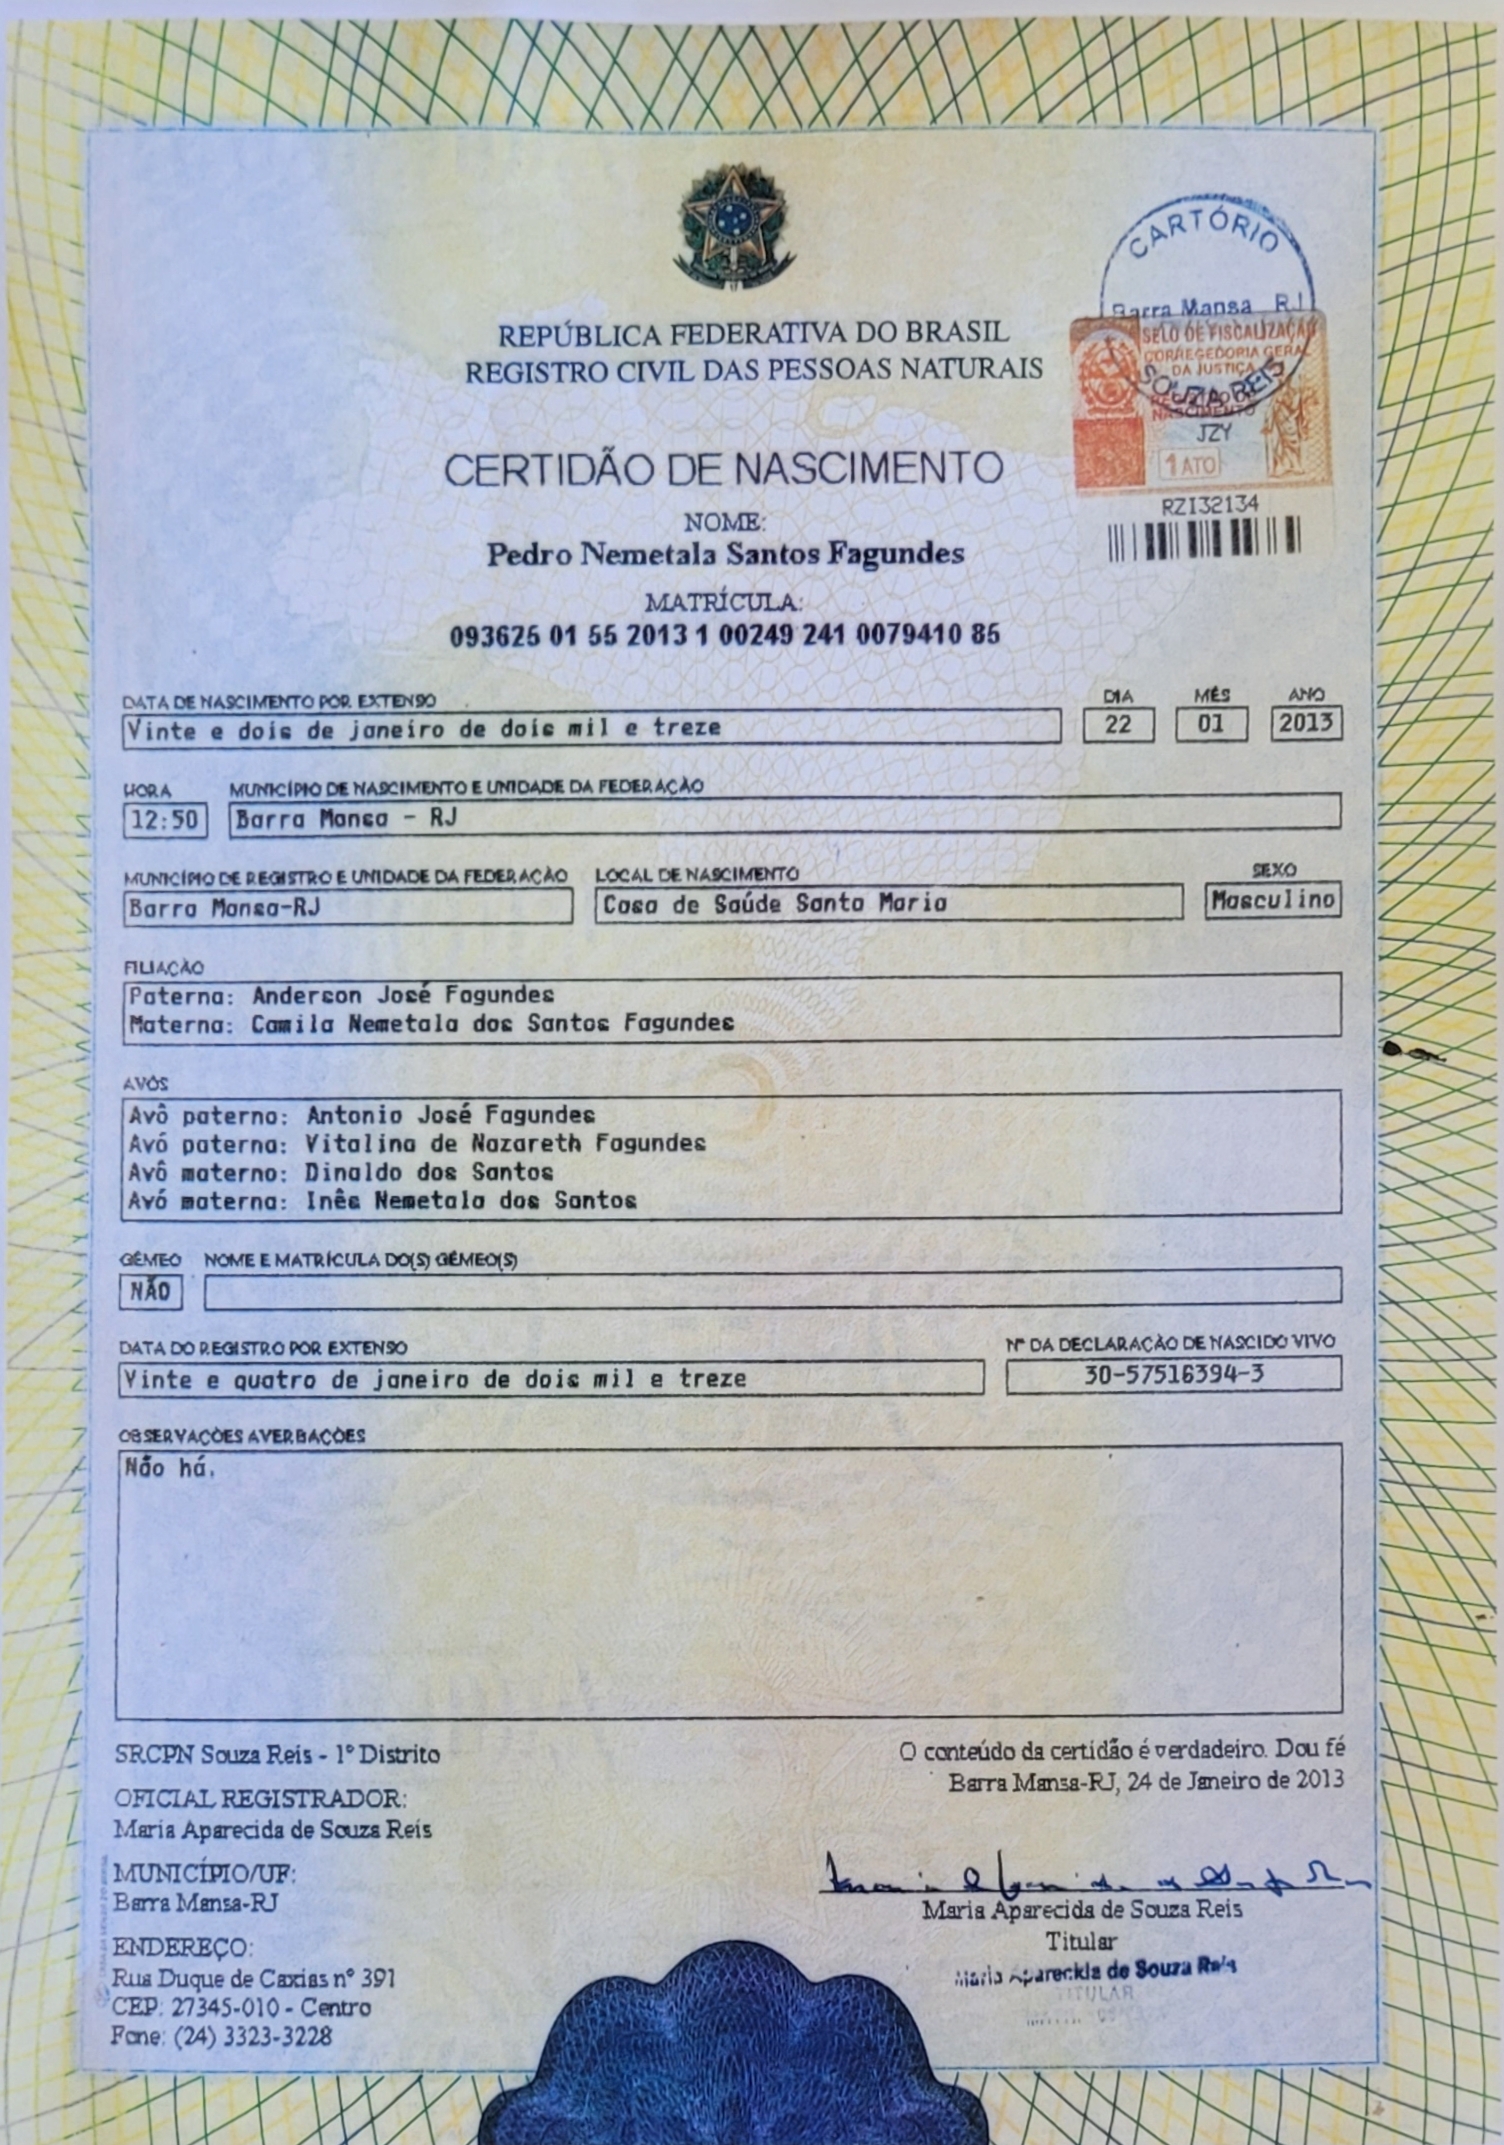 CARTÓRIO
Barra Mansa RJ
SOUZA REIS
SELO DE FISCALIZAÇÃO
CORREGEDORIA GERAL
DA JUSTIÇA
NASCIMENTO
JZY
1 ATO
RZI32134
REPÚBLICA FEDERATIVA DO BRASIL
REGISTRO CIVIL DAS PESSOAS NATURAIS
CERTIDÃO DE NASCIMENTO
NOME:
Pedro Nemetala Santos Fagundes
MATRÍCULA:
093625 01 55 2013 1 00249 241 0079410 85
DATA DE NASCIMENTO POR EXTENSO DIA MÊS ANO
Vinte e dois de janeiro de dois mil e treze 22 01 2013
HORA MUNICÍPIO DE NASCIMENTO E UNIDADE DA FEDERAÇÃO
12:50 Barra Mansa - RJ
MUNICÍPIO DE REGISTRO E UNIDADE DA FEDERAÇÃO LOCAL DE NASCIMENTO SEXO
Barra Mansa-RJ Casa de Saúde Santa Maria Masculino
FILIAÇÃO
Paterna: Anderson José Fagundes
Materna: Camila Nemetala dos Santos Fagundes
AVÓS
Avô paterno: Antonio José Fagundes
Avó paterna: Vitalina de Nazareth Fagundes
Avô materno: Dinaldo dos Santos
Avó materna: Inês Nemetala dos Santos
GÊMEO NOME E MATRÍCULA DO(S) GÊMEO(S)
NÃO
DATA DO REGISTRO POR EXTENSO Nº DA DECLARAÇÃO DE NASCIDO VIVO
Vinte e quatro de janeiro de dois mil e treze 30-57516394-3
OBSERVAÇÕES AVERBAÇÕES
Não há.
SRCPN Souza Reis - 1º Distrito
OFICIAL REGISTRADOR:
Maria Aparecida de Souza Reis
MUNICÍPIO/UF:
Barra Mansa-RJ
ENDEREÇO:
Rua Duque de Caxias nº 391
CEP: 27345-010 - Centro
Fone: (24) 3323-3228
O conteúdo da certidão é verdadeiro. Dou fé
Barra Mansa-RJ, 24 de Janeiro de 2013
Maria Aparecida de Souza Reis
Titular
Maria Aparecida de Souza Reis
TITULAR